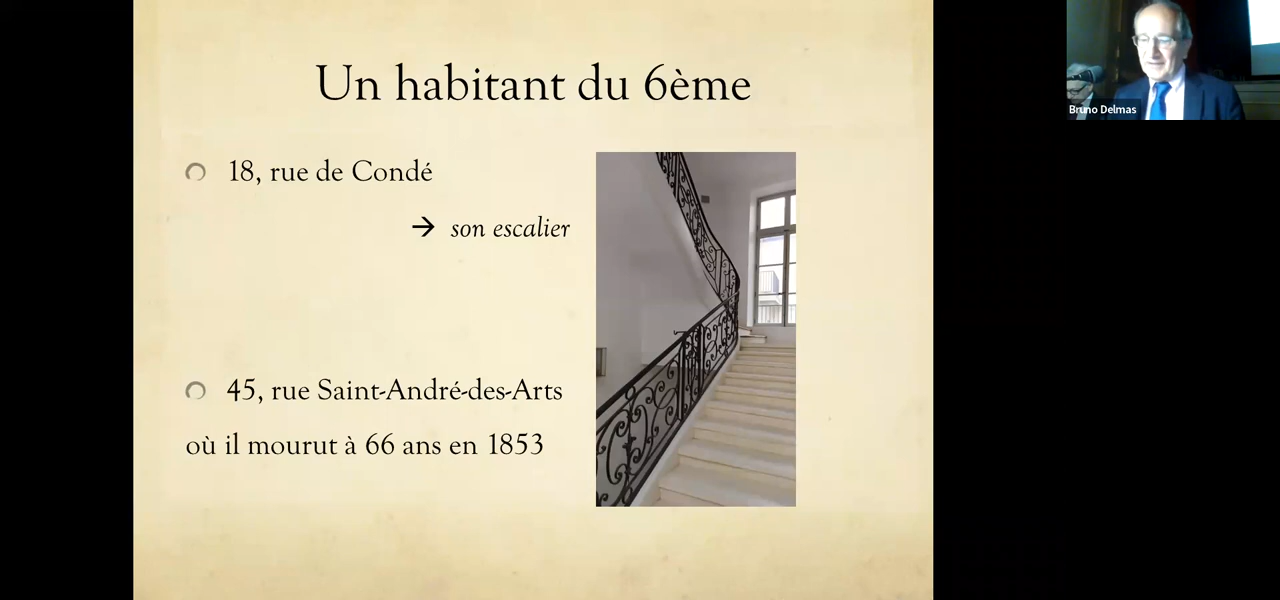 Un habitant du 6ème
18, rue de Condé
→ son escalier
45, rue Saint-André-des-Arts
où il mourut à 66 ans en 1853
Bruno Delmas